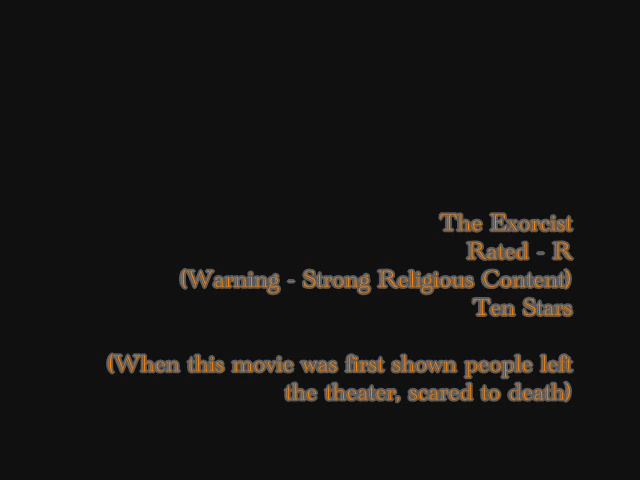 The Exorcist
Rated - R
(Warning - Strong Religious Content)
Ten Stars
(When this movie was first shown people left
the theater, scared to death)